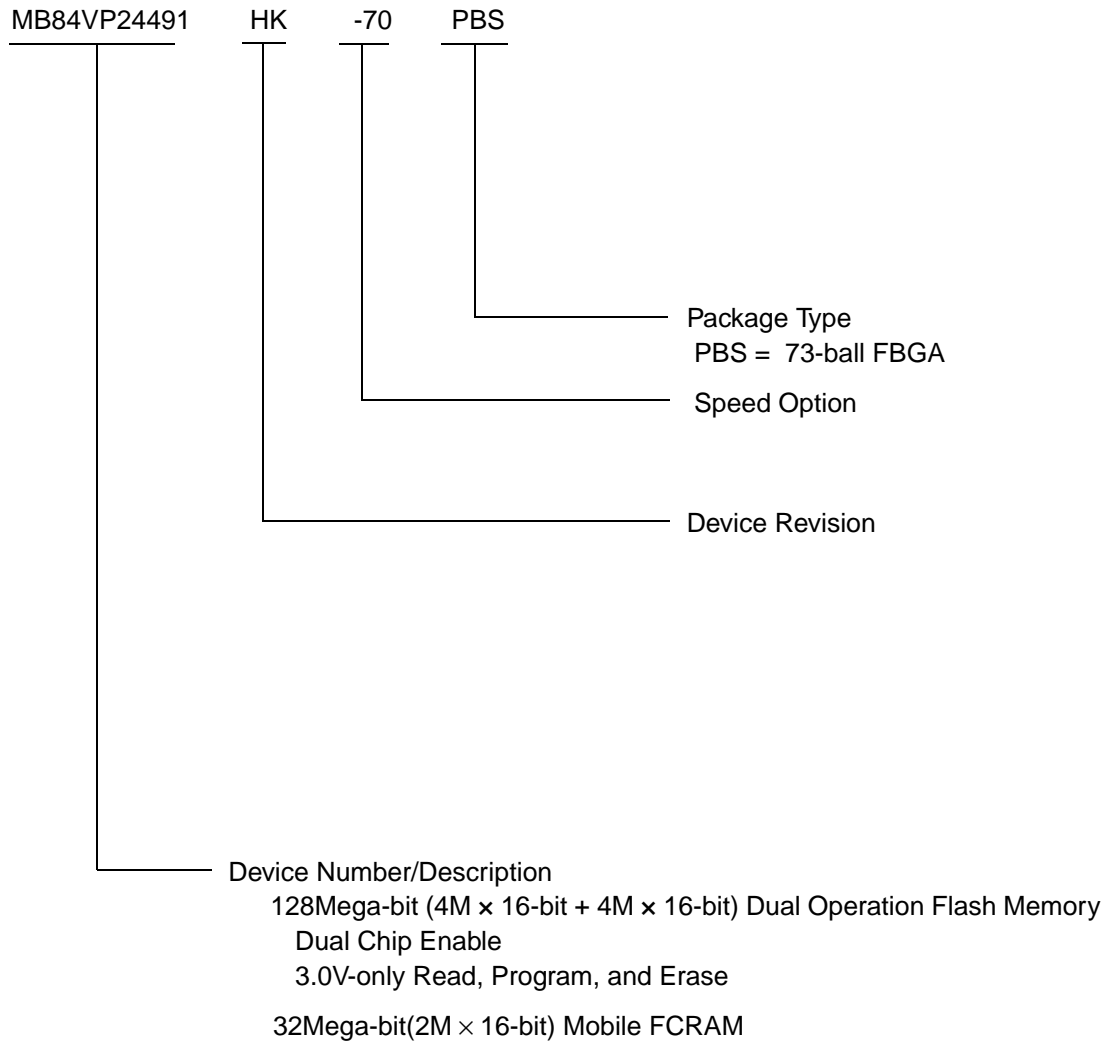 MB84VP24491 HK -70 PBS
Package Type
PBS = 73-ball FBGA
Speed Option
Device Revision
Device Number/Description
128Mega-bit (4M × 16-bit + 4M × 16-bit) Dual Operation Flash Memory
Dual Chip Enable
3.0V-only Read, Program, and Erase
32Mega-bit(2M × 16-bit) Mobile FCRAM